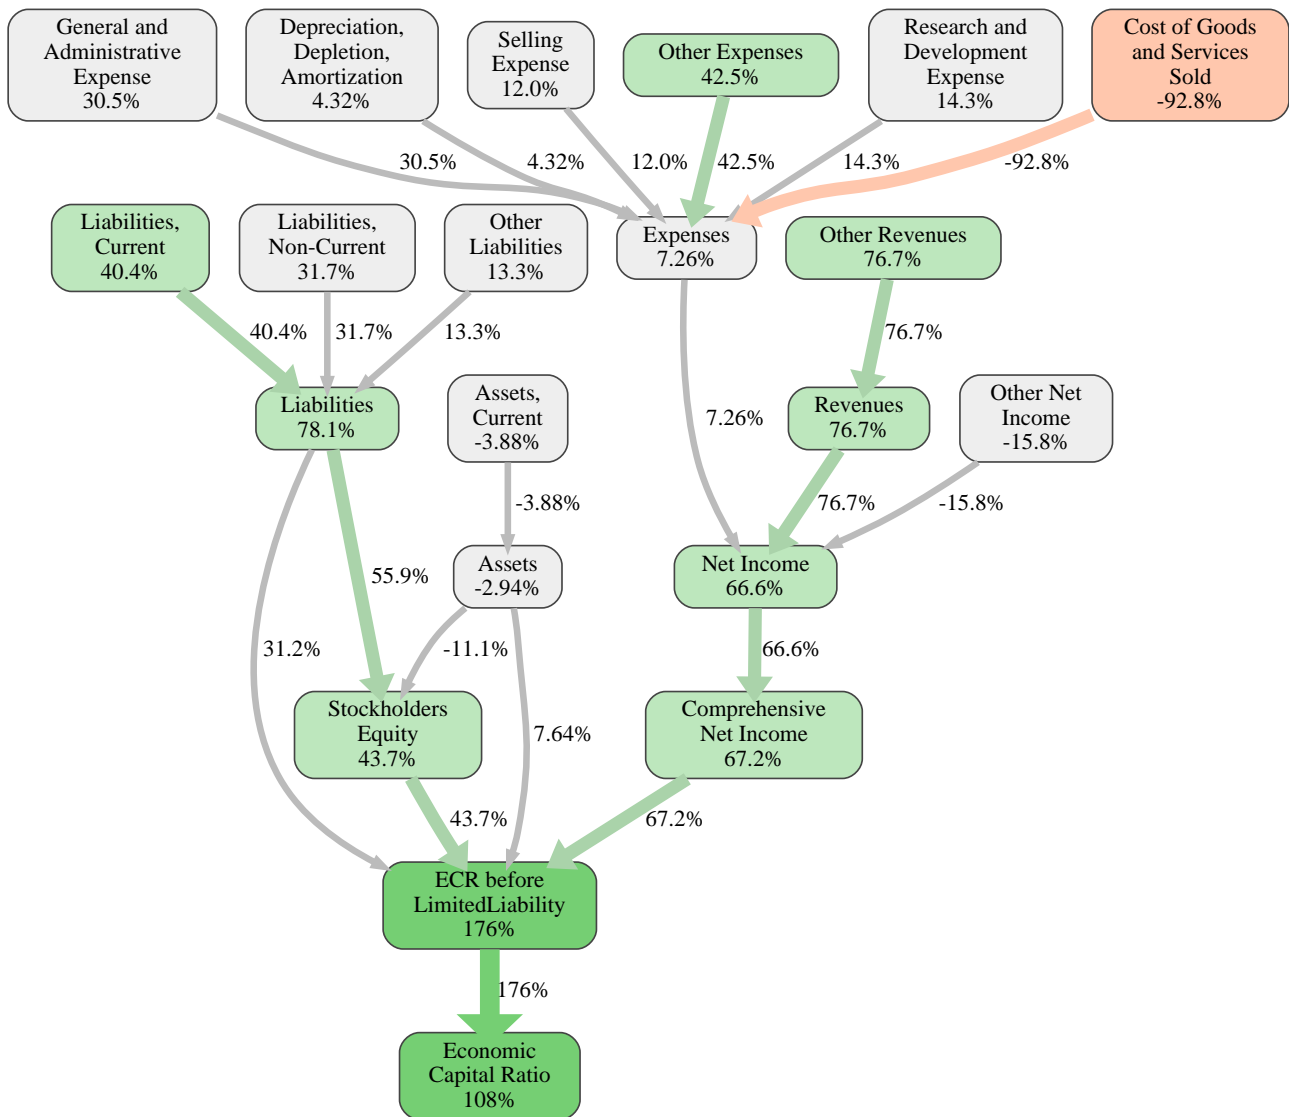 General and
Administrative
Expense
30.5%
Depreciation,
Depletion,
Amortization
4.32%
Selling
Expense
12.0%
Other Expenses
42.5%
Research and
Development
Expense
14.3%
Cost of Goods
and Services
Sold
-92.8%
30.5%
4.32%
12.0%
42.5%
14.3%
-92.8%
Liabilities,
Current
40.4%
Liabilities,
Non-Current
31.7%
Other
Liabilities
13.3%
Expenses
7.26%
Other Revenues
76.7%
40.4%
31.7%
13.3%
76.7%
Liabilities
78.1%
Assets,
Current
-3.88%
7.26%
Revenues
76.7%
Other Net
Income
-15.8%
-3.88%
76.7%
-15.8%
55.9%
Assets
-2.94%
Net Income
66.6%
31.2%
-11.1%
66.6%
Stockholders
Equity
43.7%
7.64%
Comprehensive
Net Income
67.2%
43.7%
67.2%
ECR before
LimitedLiability
176%
176%
Economic
Capital Ratio
108%